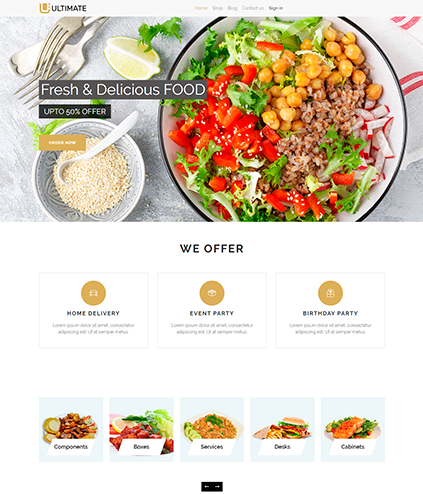 ULTIMATE
Home Shop Blog Contact us Sign in
Fresh & Delicious FOOD
UPTO 50% OFFER
ORDER NOW
WE OFFER
HOME DELIVERY
Lorem ipsum dolor sit amet, consectetur
adipiscing elit. Ut at semper metus
EVENT PARTY
Lorem ipsum dolor sit amet, consectetur
adipiscing elit. Ut at semper metus
BIRTHDAY PARTY
Lorem ipsum dolor sit amet, consectetur
adipiscing elit. Ut at semper metus
Components Boxes Services Desks Cabinets